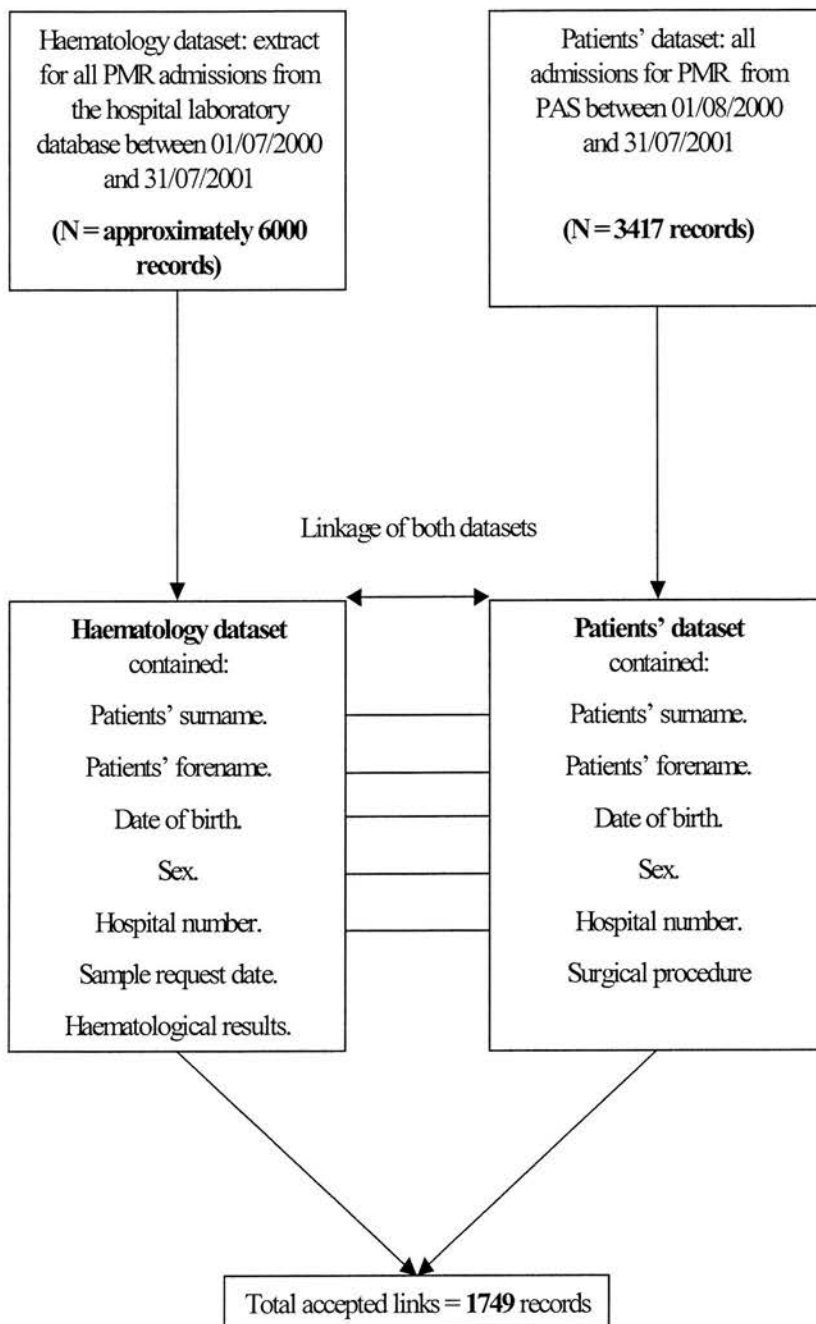 Haematology dataset: extract
for all PMR admissions from
the hospital laboratory
database between 01/07/2000
and 31/07/2001
(N = approximately 6000
records)
Patients’ dataset: all
admissions for PMR from
PAS between 01/08/2000
and 31/07/2001
(N = 3417 records)
Linkage of both datasets
Haematology dataset
contained:
Patients’ surname.
Patients’ forename.
Date of birth.
Sex.
Hospital number.
Sample request date.
Haematological results.
Patients’ dataset
contained:
Patients’ surname.
Patients’ forename.
Date of birth.
Sex.
Hospital number.
Surgical procedure
Total accepted links = 1749 records